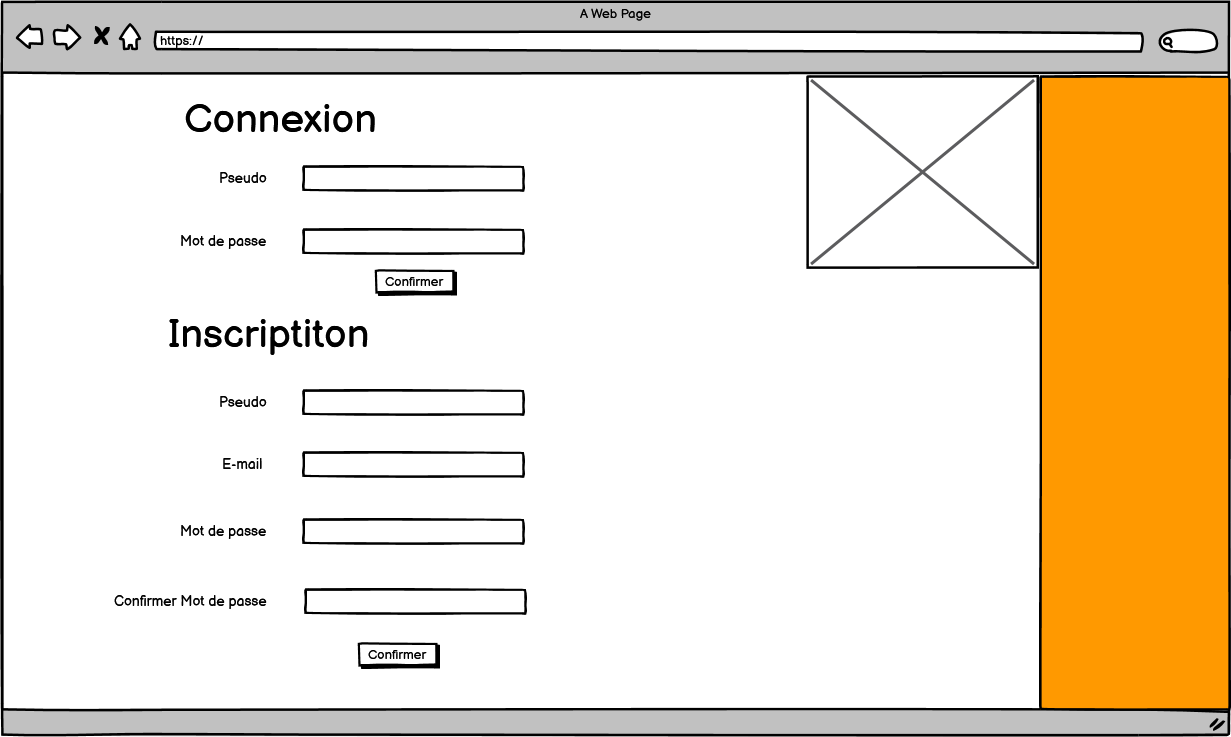 A Web Page
https://
Connexion
Pseudo
Mot de passe
Confirmer
Inscriptiton
Pseudo
E-mail
Mot de passe
Confirmer Mot de passe
Confirmer